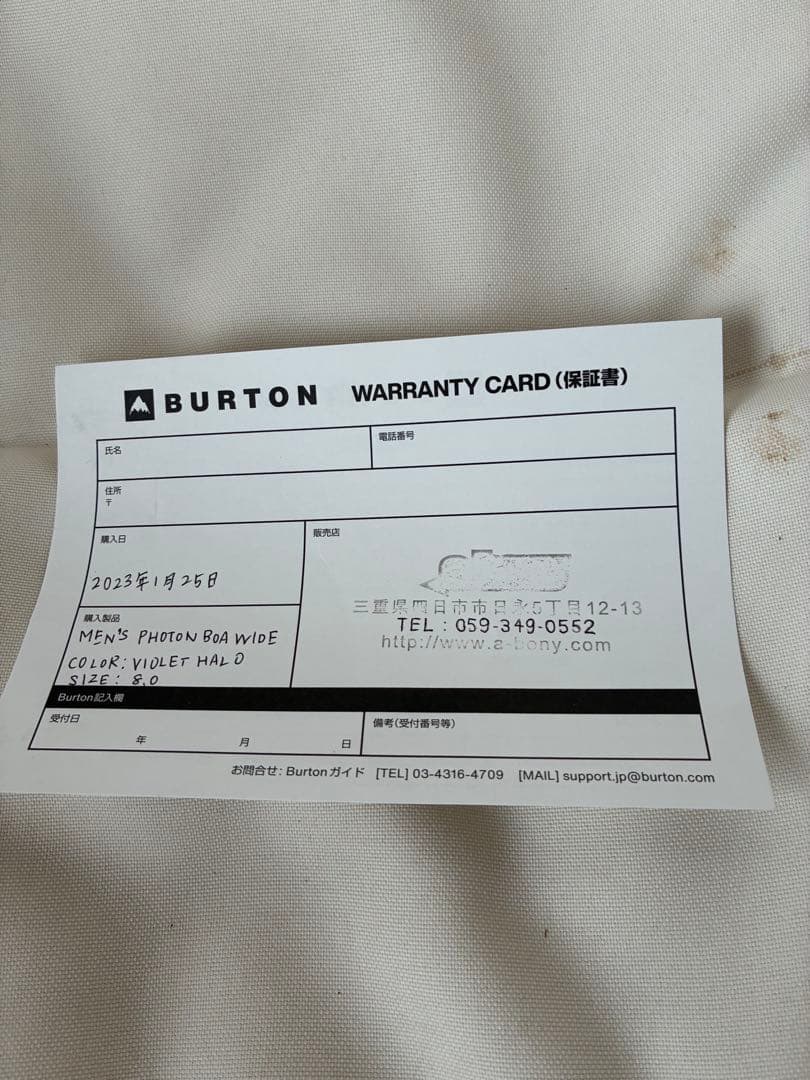 BURTON WARRANTY CARD(保証書)
氏名
電話番号
住所
〒
購入日
2023年1月25日
販売店
三重県四日市市日永5丁目12-13
TEL:059-349-0552
http://www.a-bony.com
購入製品
MEN'S PHOTON BOA WIDE
COLOR: VIOLET HALO
SIZE: 8.0
Burton記入欄
受付日
年 月 日
備考(受付番号等)
お問合せ: Burtonガイド [TEL] 03-4316-4709 [MAIL] support.jp@burton.com